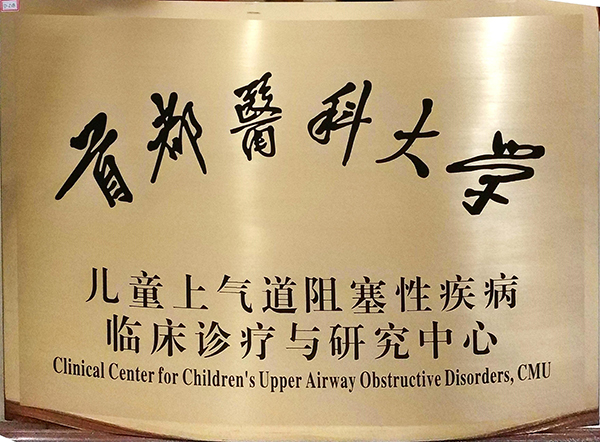 首都醫科大学
儿童上气道阻塞性疾病
临床诊疗与研究中心
Clinical Center for Children's Upper Airway Obstructive Disorders, CMU